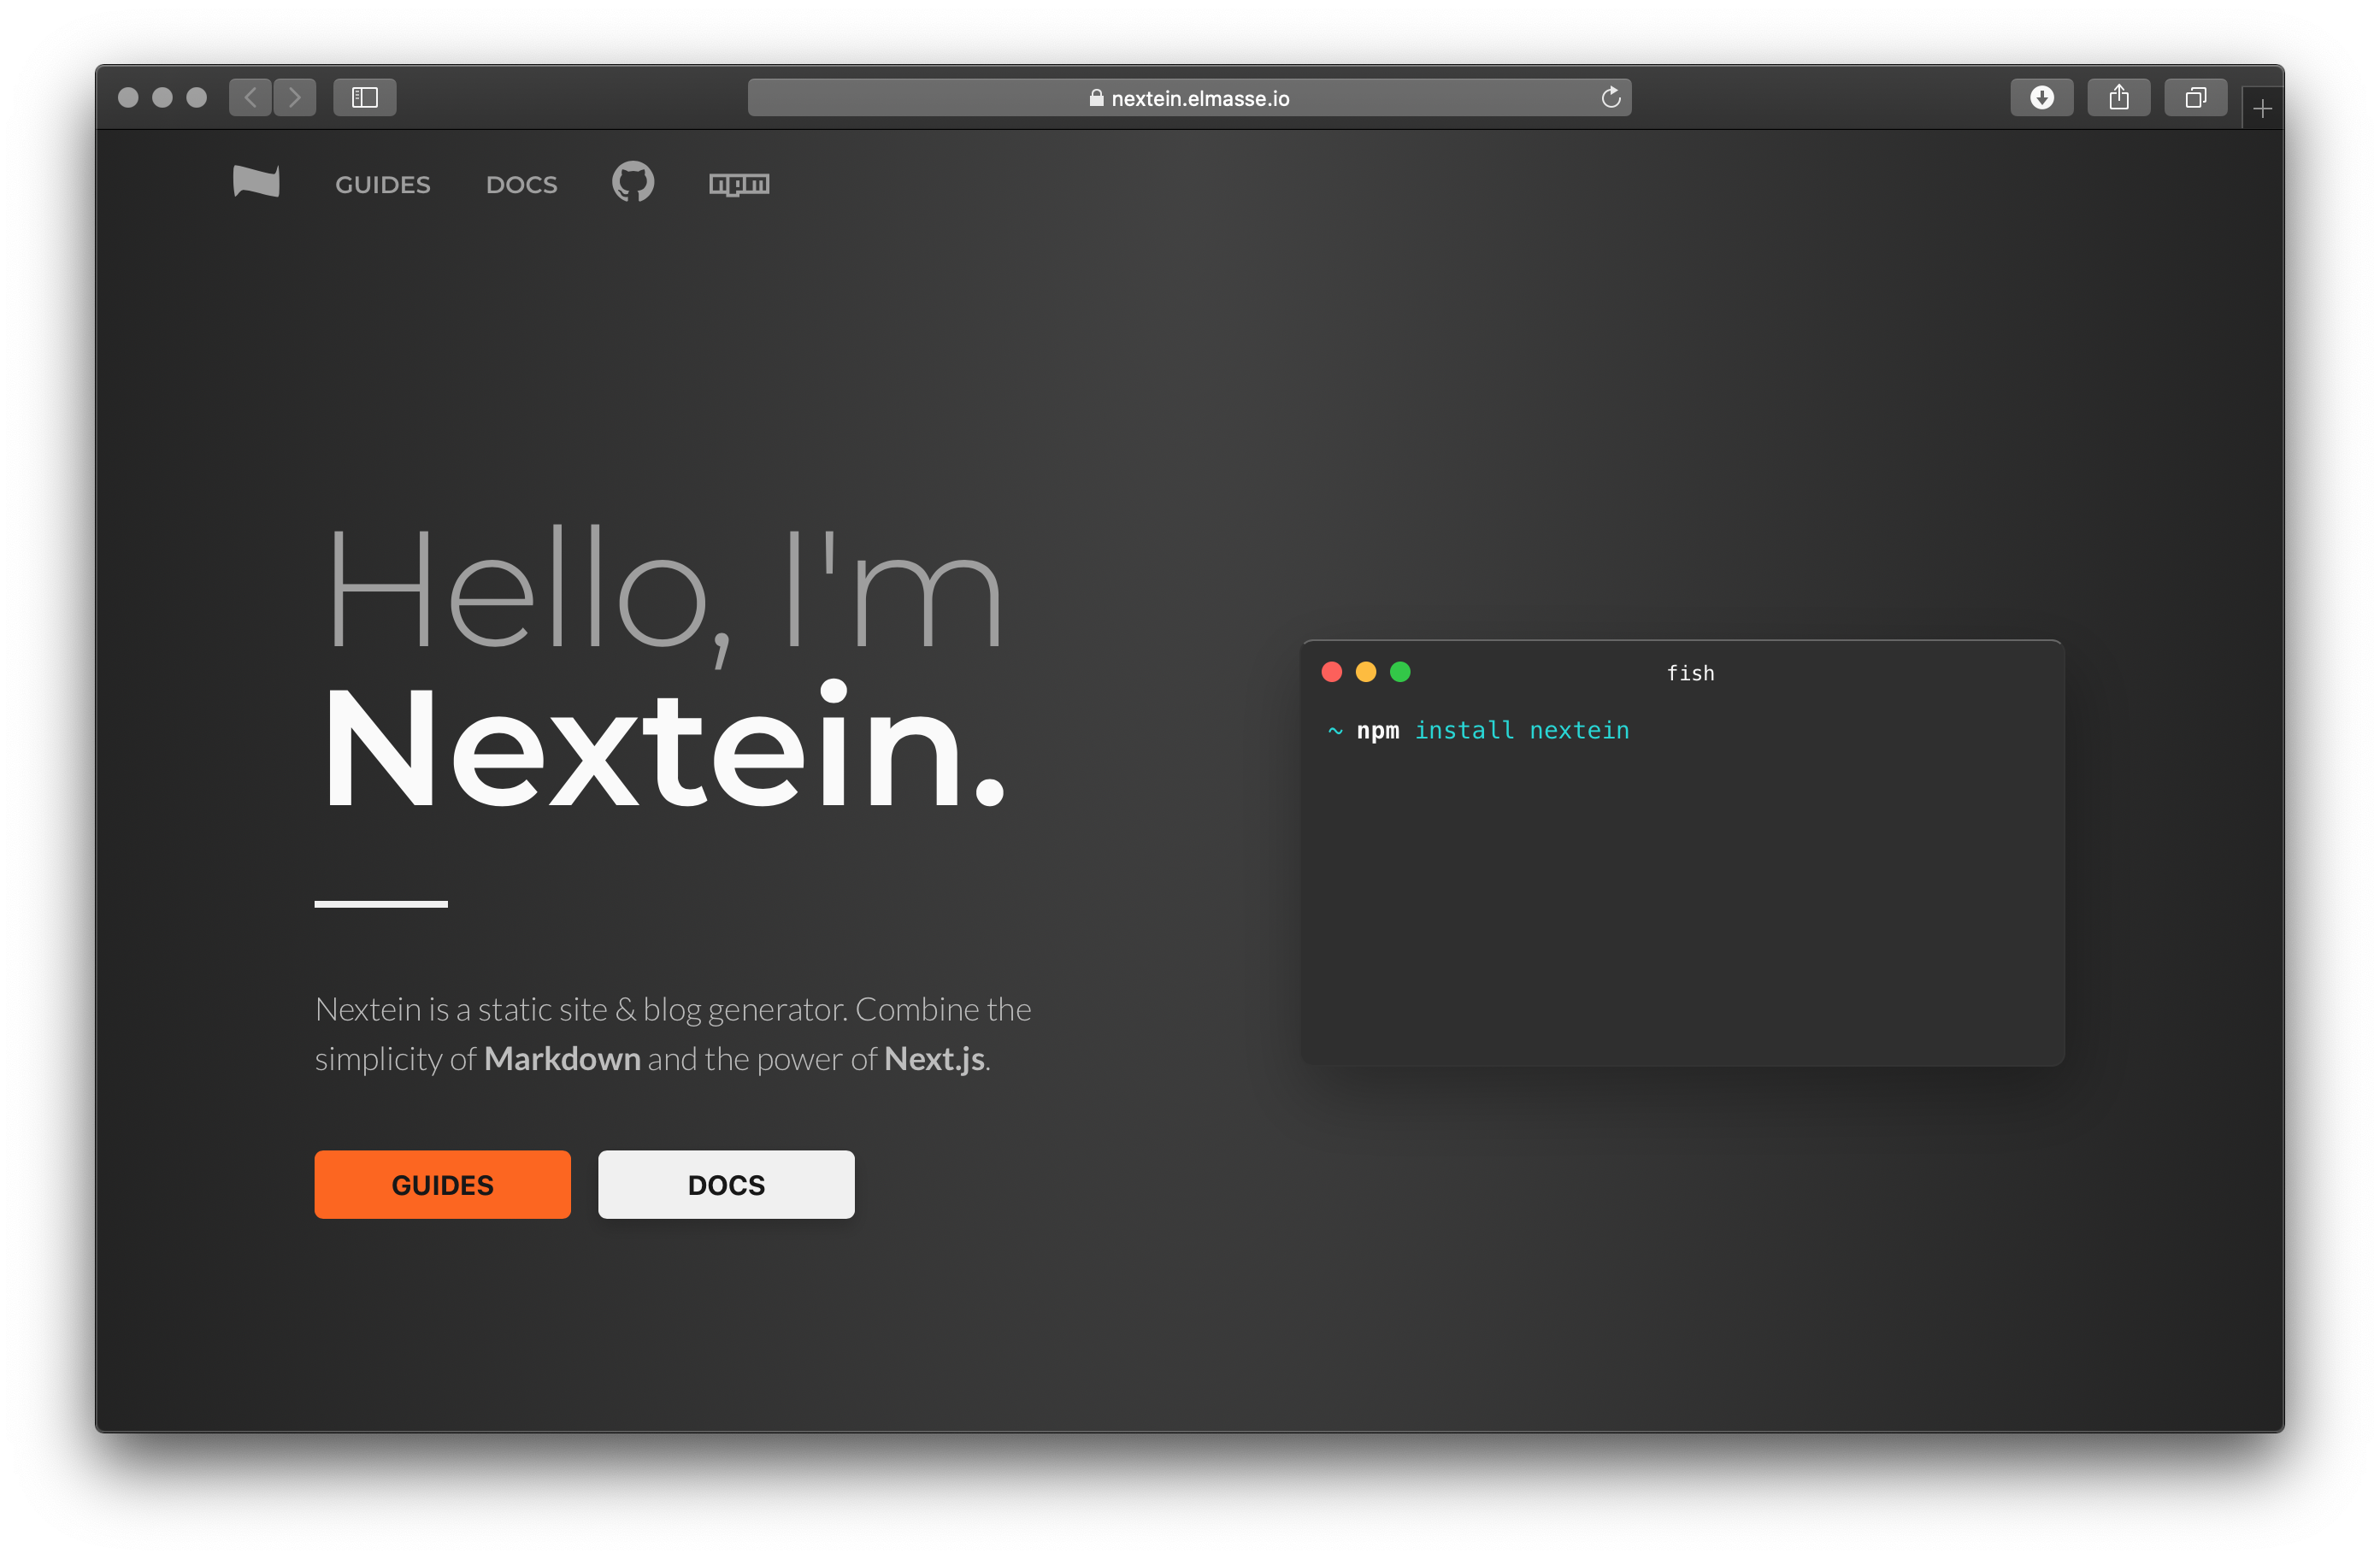 nextein.elmasse.io
GUIDES DOCS npm
Hello, I'm
Nextein.
Nextein is a static site & blog generator. Combine the
simplicity of Markdown and the power of Next.js.
GUIDES DOCS
fish
~ npm install nextein